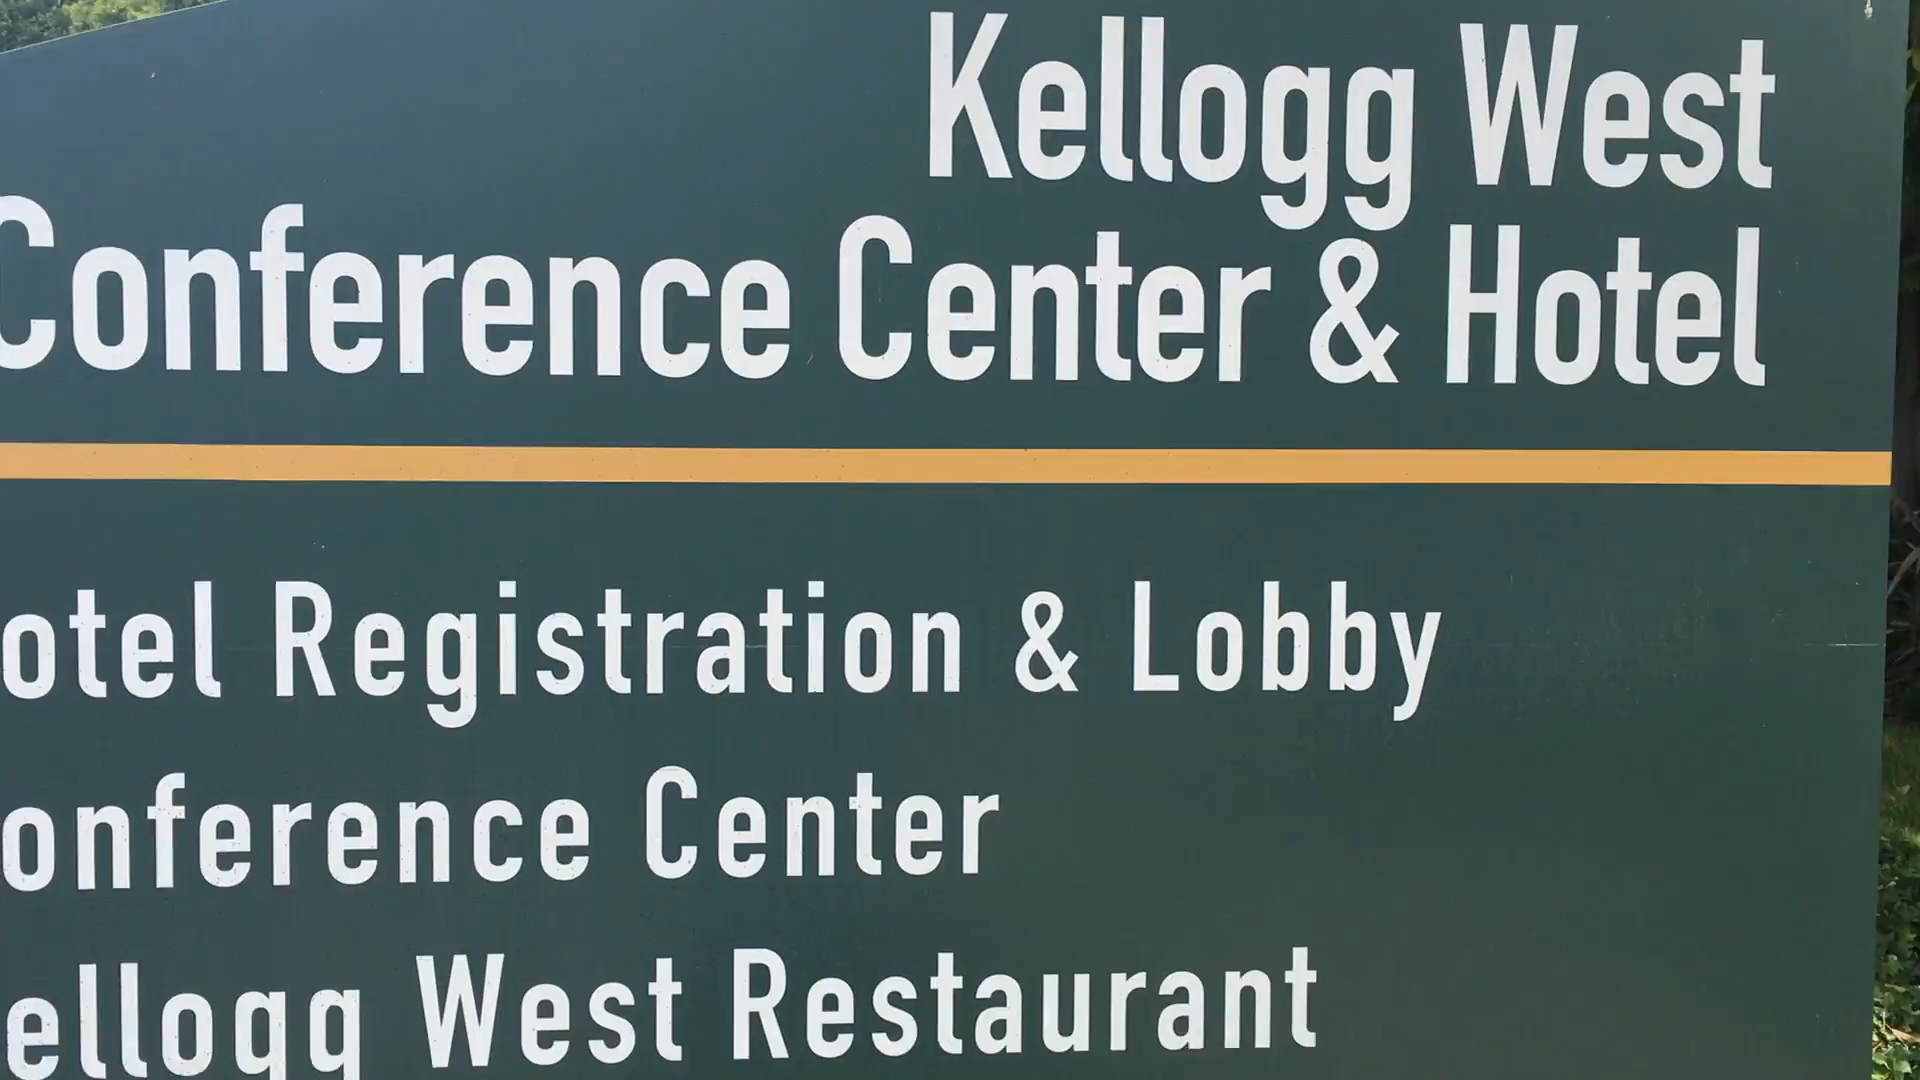 Kellogg West
Conference Center & Hotel
otel Registration & Lobby
onference Center
ellogg West Restaurant